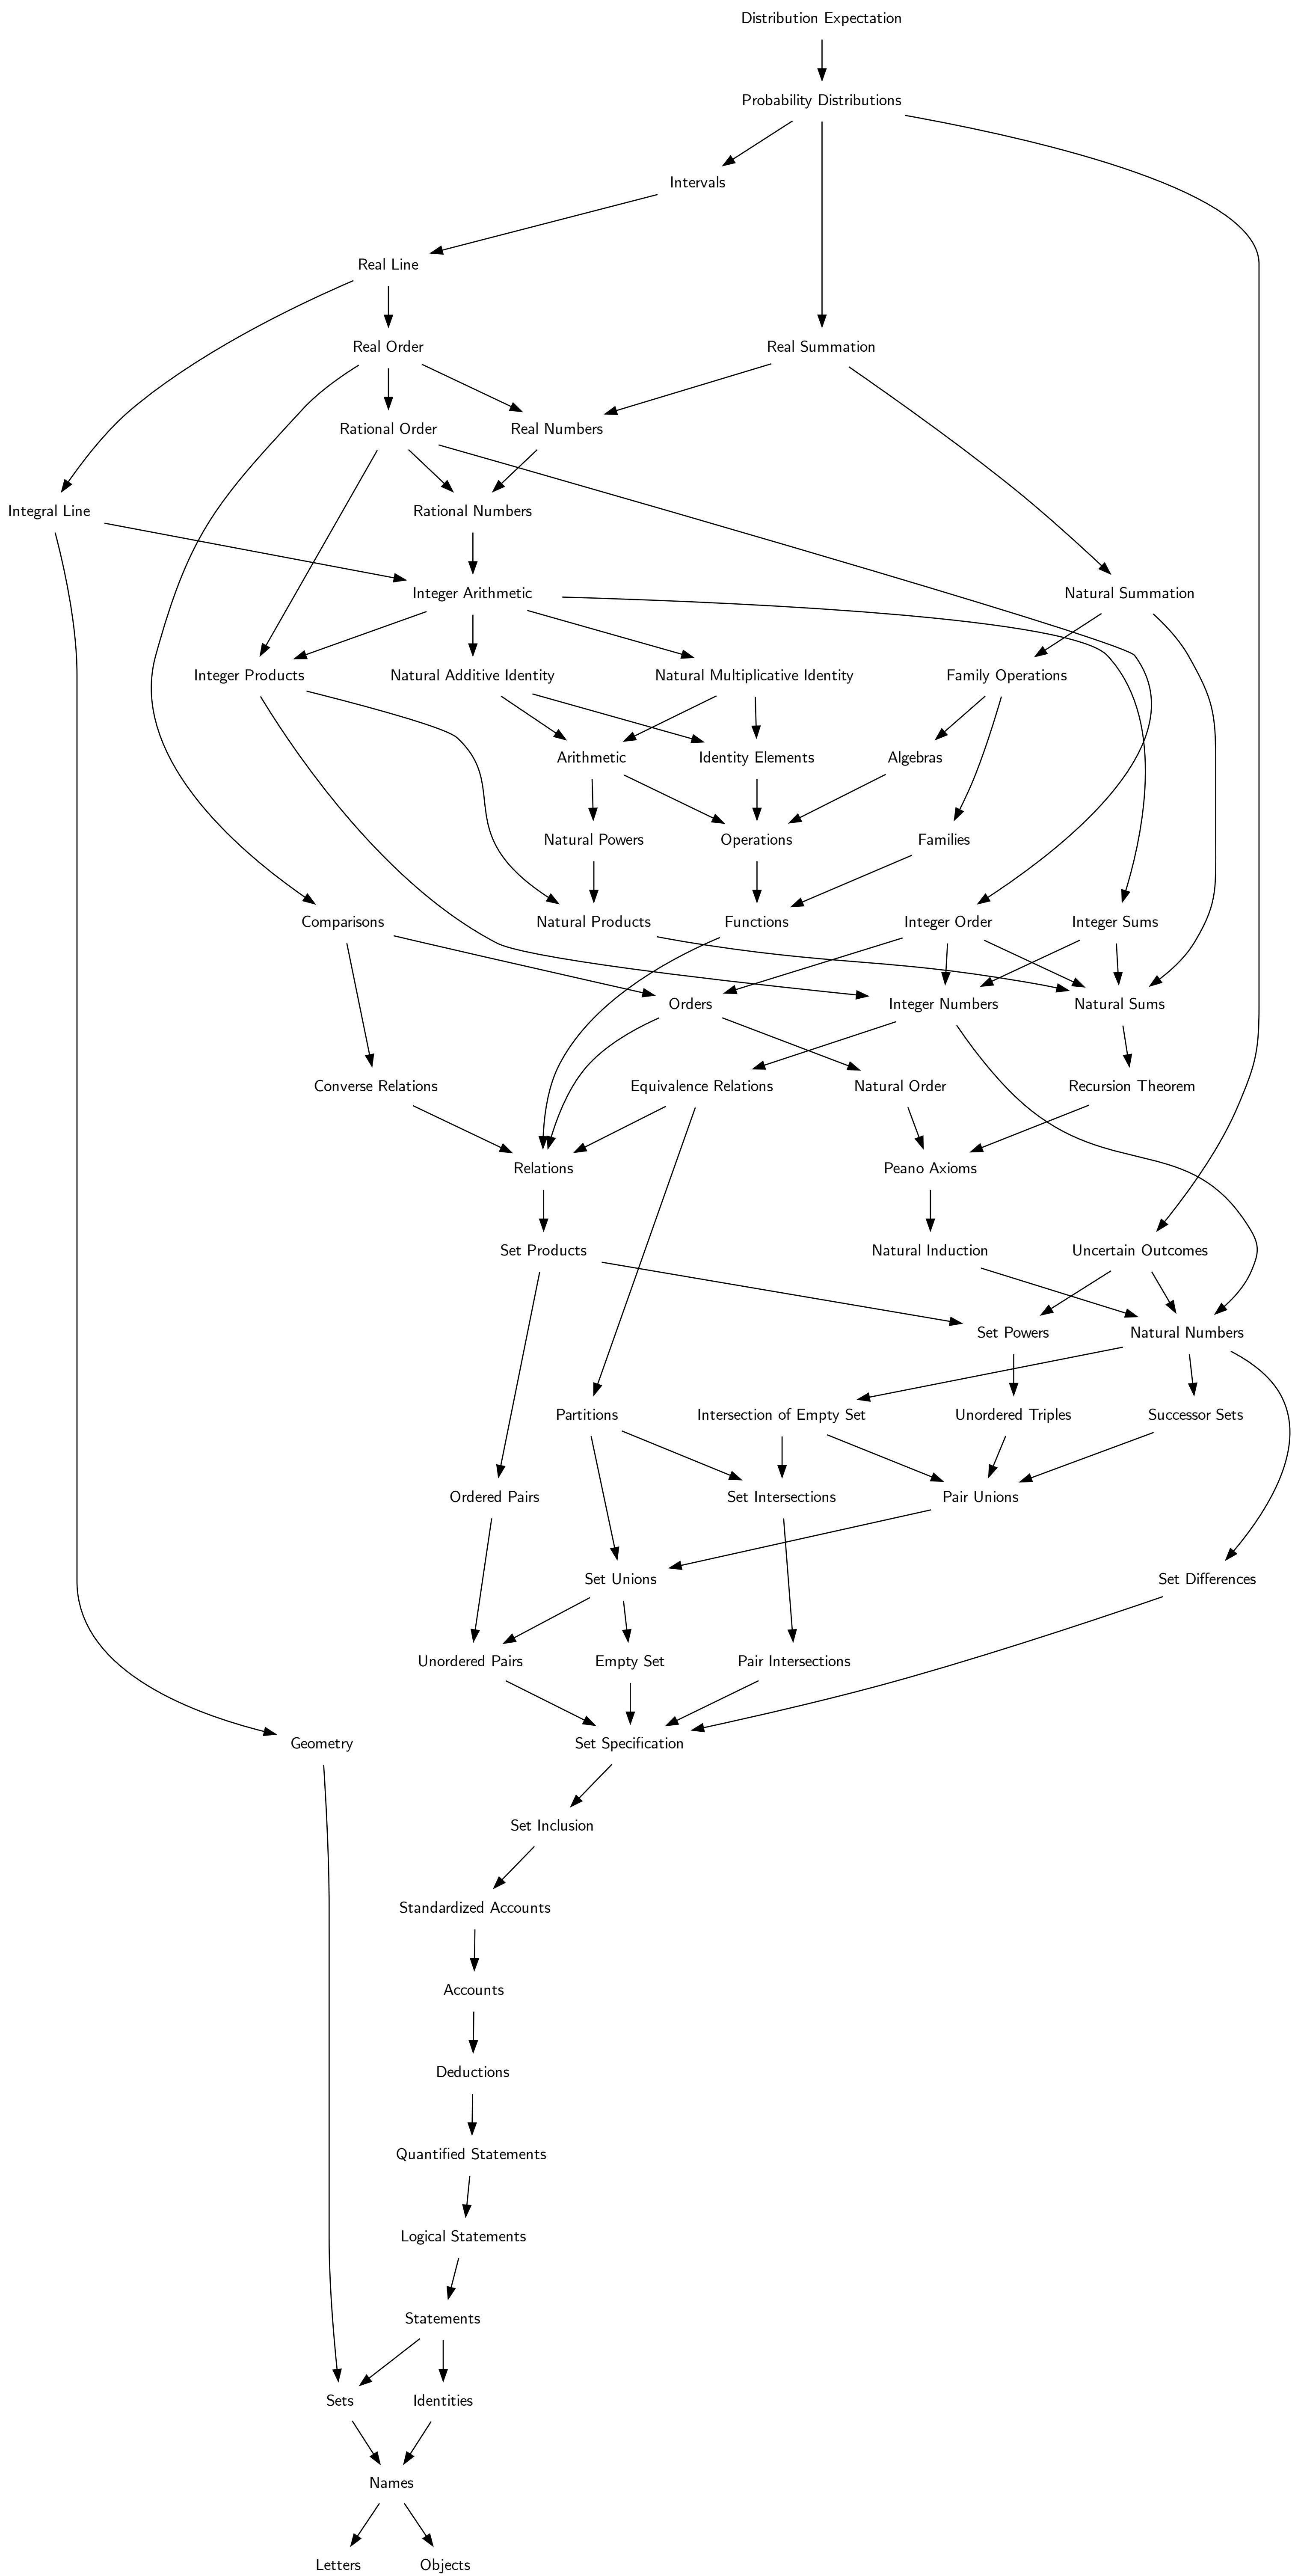 Distribution Expectation
Probability Distributions
Intervals
Real Line
Real Order
Real Summation
Rational Order
Real Numbers
Integral Line
Rational Numbers
Integer Arithmetic
Natural Summation
Integer Products
Natural Additive Identity
Natural Multiplicative Identity
Family Operations
Arithmetic
Identity Elements
Algebras
Natural Powers
Operations
Families
Comparisons
Natural Products
Functions
Integer Order
Integer Sums
Orders
Integer Numbers
Natural Sums
Converse Relations
Equivalence Relations
Natural Order
Recursion Theorem
Relations
Peano Axioms
Set Products
Natural Induction
Uncertain Outcomes
Set Powers
Natural Numbers
Partitions
Intersection of Empty Set
Unordered Triples
Successor Sets
Ordered Pairs
Set Intersections
Pair Unions
Set Unions
Set Differences
Unordered Pairs
Empty Set
Pair Intersections
Geometry
Set Specification
Set Inclusion
Standardized Accounts
Accounts
Deductions
Quantified Statements
Logical Statements
Statements
Sets
Identities
Names
Letters
Objects